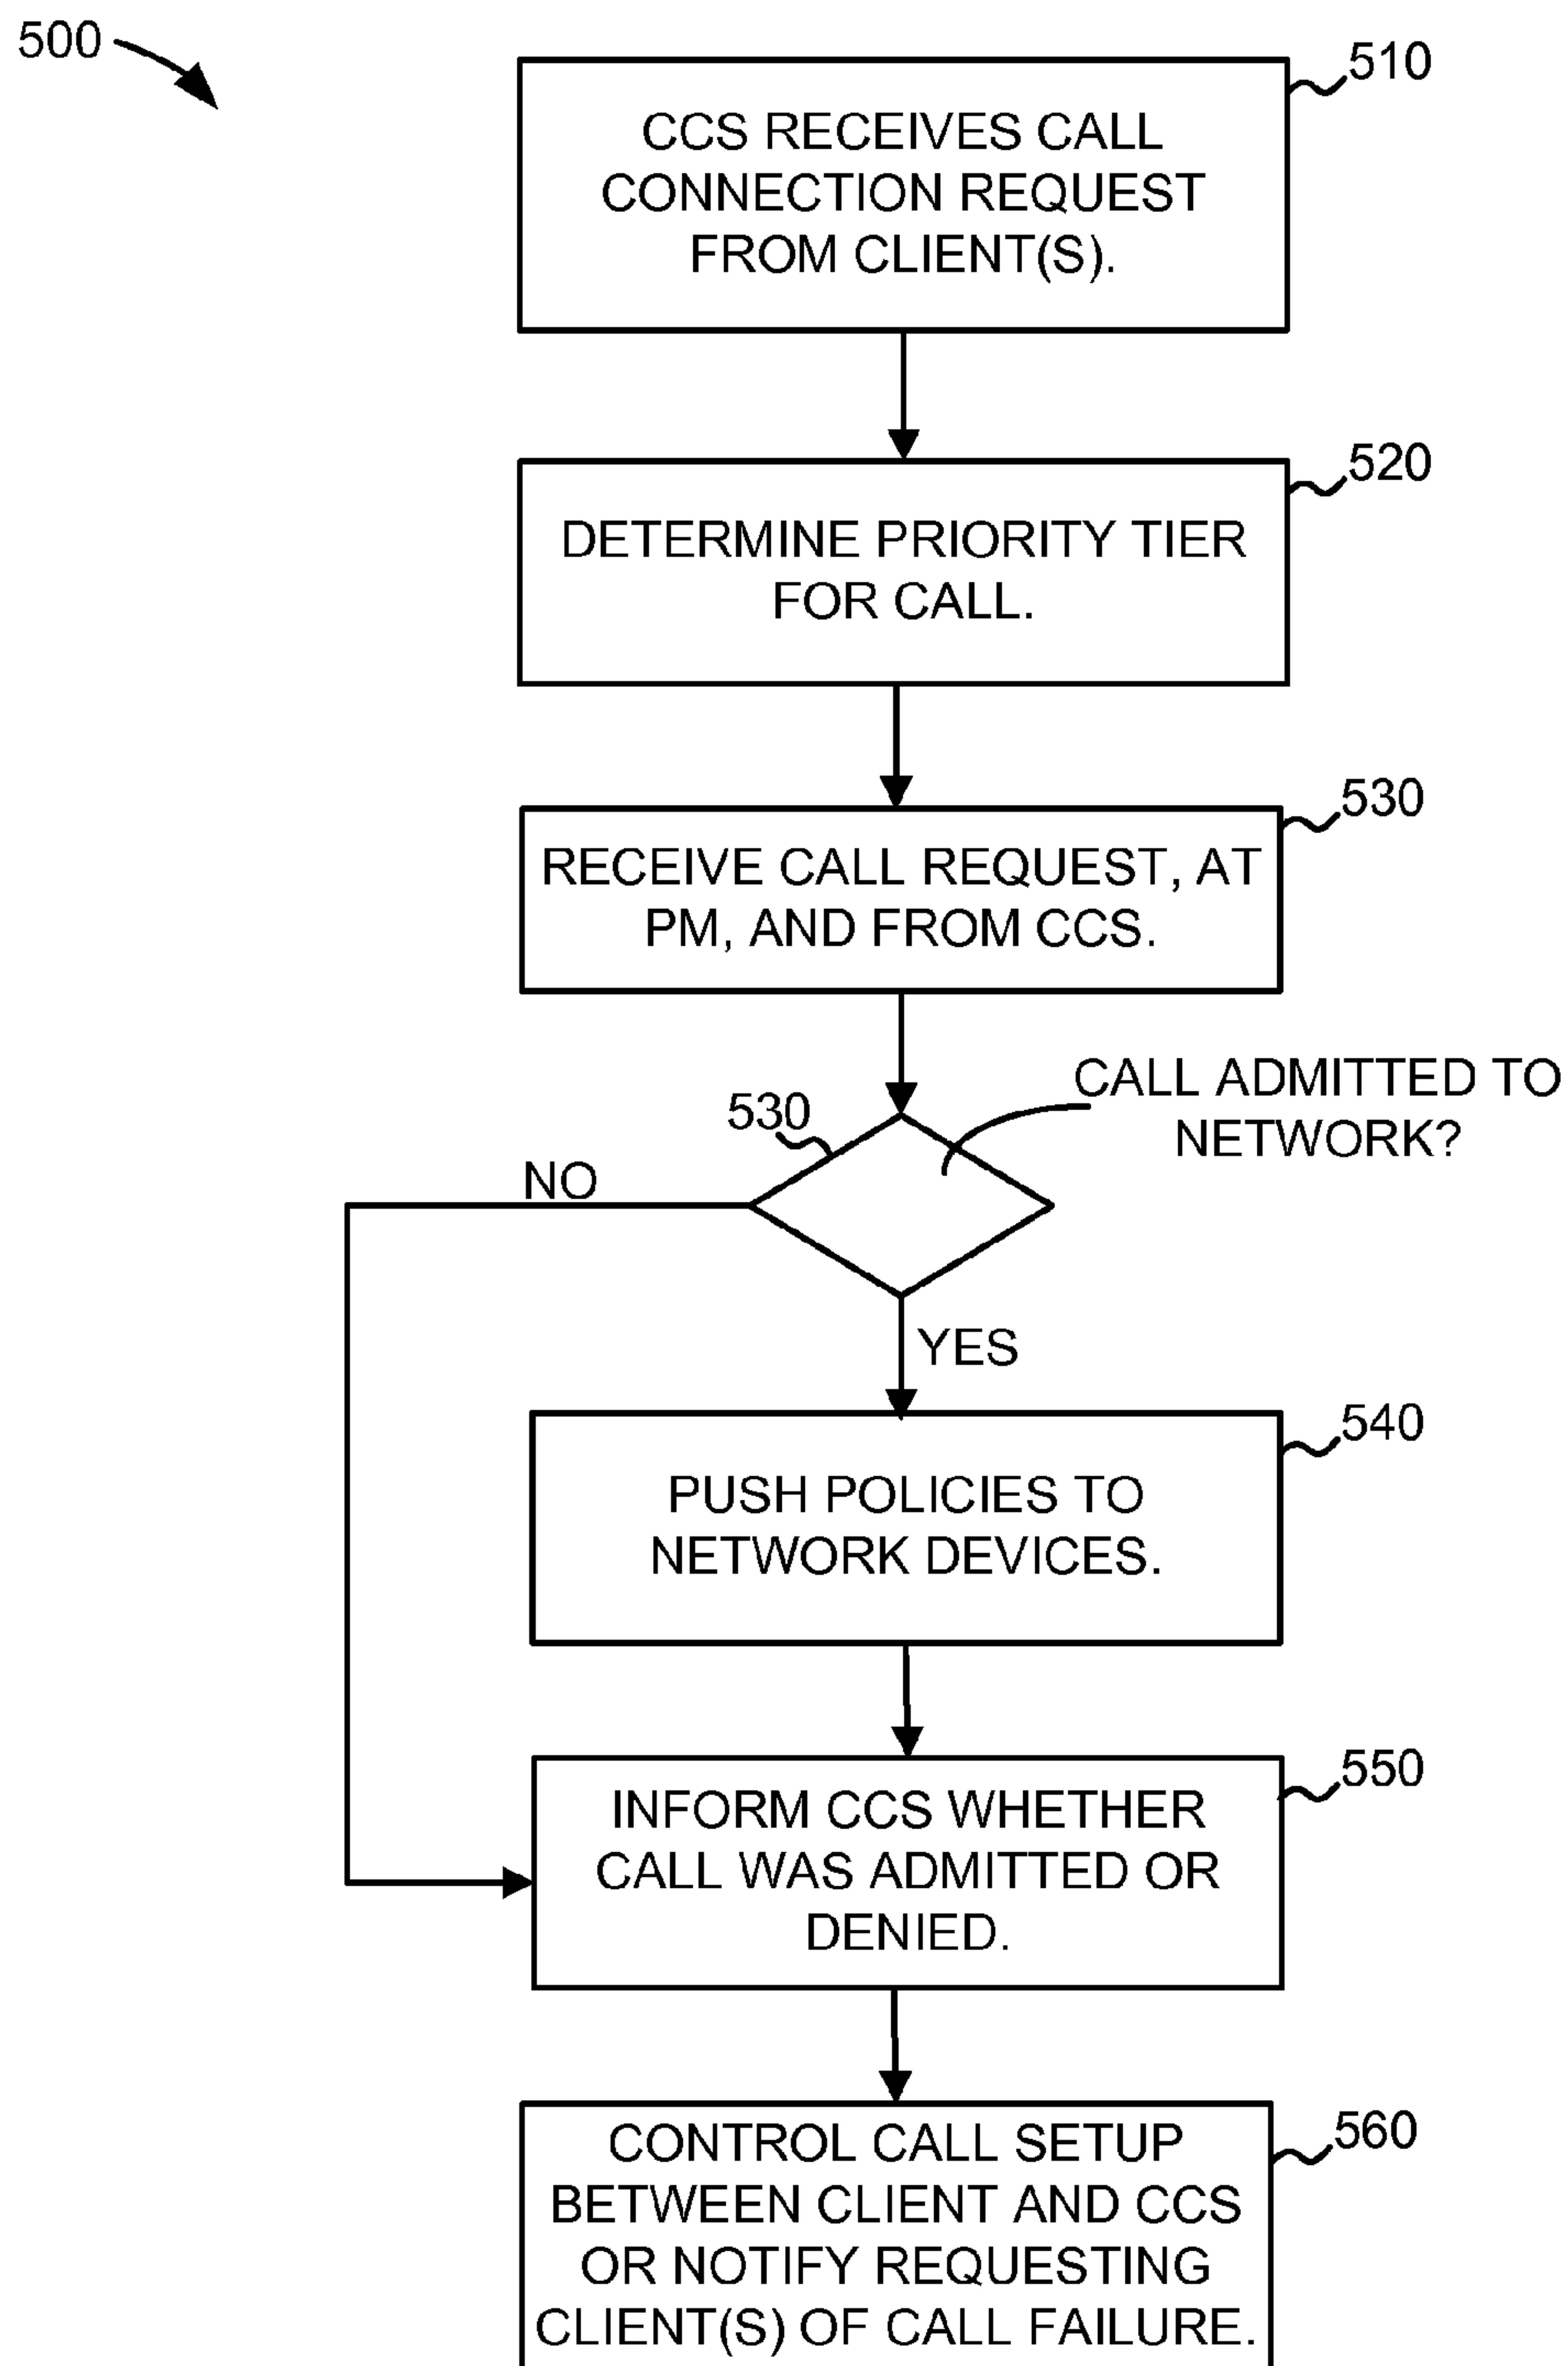 500
510
CCS RECEIVES CALL
CONNECTION REQUEST
FROM CLIENT(S).
520
DETERMINE PRIORITY TIER
FOR CALL.
530
RECEIVE CALL REQUEST, AT
PM, AND FROM CCS.
CALL ADMITTED TO
NETWORK?
530
NO
YES
540
PUSH POLICIES TO
NETWORK DEVICES.
550
INFORM CCS WHETHER
CALL WAS ADMITTED OR
DENIED.
560
CONTROL CALL SETUP
BETWEEN CLIENT AND CCS
OR NOTIFY REQUESTING
CLIENT(S) OF CALL FAILURE.